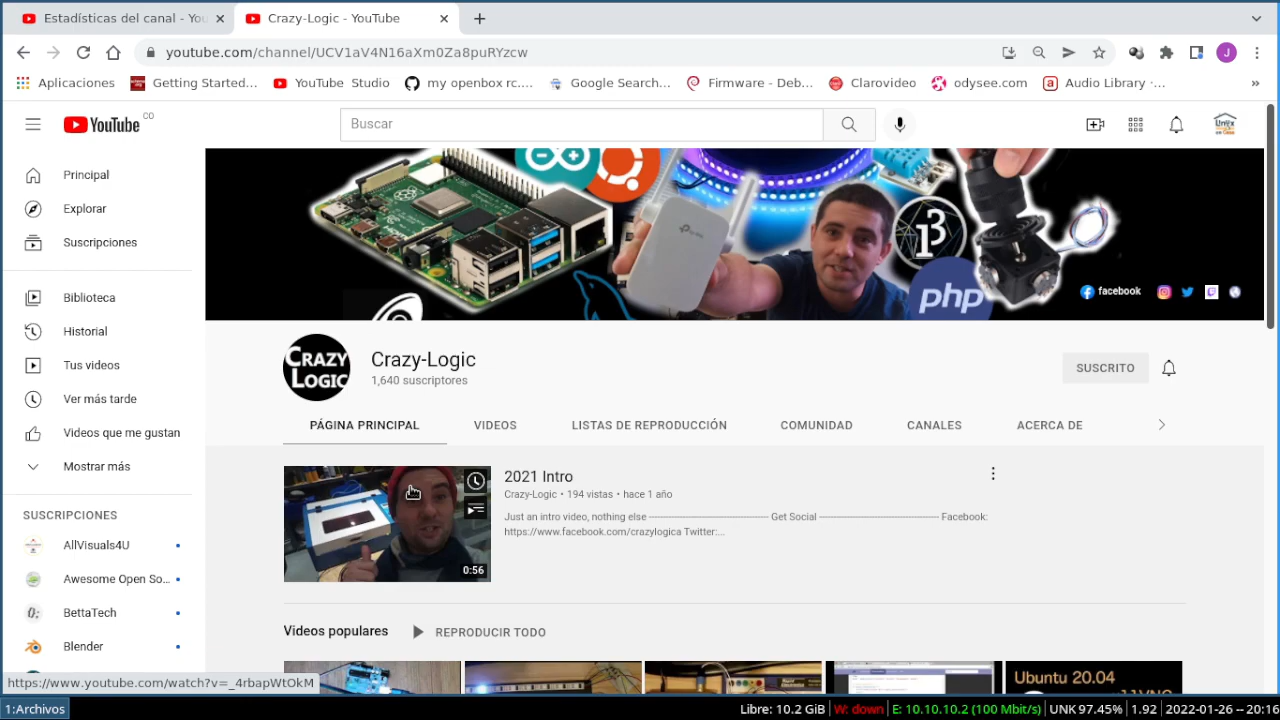 Estadísticas del canal - You
Crazy-Logic - YouTube
youtube.com/channel/UCV1aV4N16aXm0Za8puRYzcw
J
Aplicaciones
Getting Started...
YouTube Studio
my openbox rc....
Google Search...
Firmware - Deb...
Clarovideo
odysee.com
Audio Library ·...
»
YouTube CO
Buscar
Principal
Explorar
Suscripciones
Biblioteca
Historial
Tus videos
Ver más tarde
Videos que me gustan
Mostrar más
SUSCRIPCIONES
AllVisuals4U
Awesome Open So...
BettaTech
Blender
tp-link
i3
php
facebook
CRAZY
LOGIC
Crazy-Logic
1,640 suscriptores
SUSCRITO
PÁGINA PRINCIPAL
VIDEOS
LISTAS DE REPRODUCCIÓN
COMUNIDAD
CANALES
ACERCA DE
0:56
2021 Intro
Crazy-Logic • 194 vistas • hace 1 año
Just an intro video, nothing else ---------------------------------------- Get Social ---------------------------------------- Facebook:
https://www.facebook.com/crazylogica Twitter:...
Videos populares
REPRODUCIR TODO
Ubuntu 20.04
x11VNC
https://www.youtube.com/watch?v=_4rbapWtOkM
1:Archivos
Libre: 10.2 GiB
W: down
E: 10.10.10.2 (100 Mbit/s)
UNK 97.45%
1.92
2022-01-26 -- 20:16